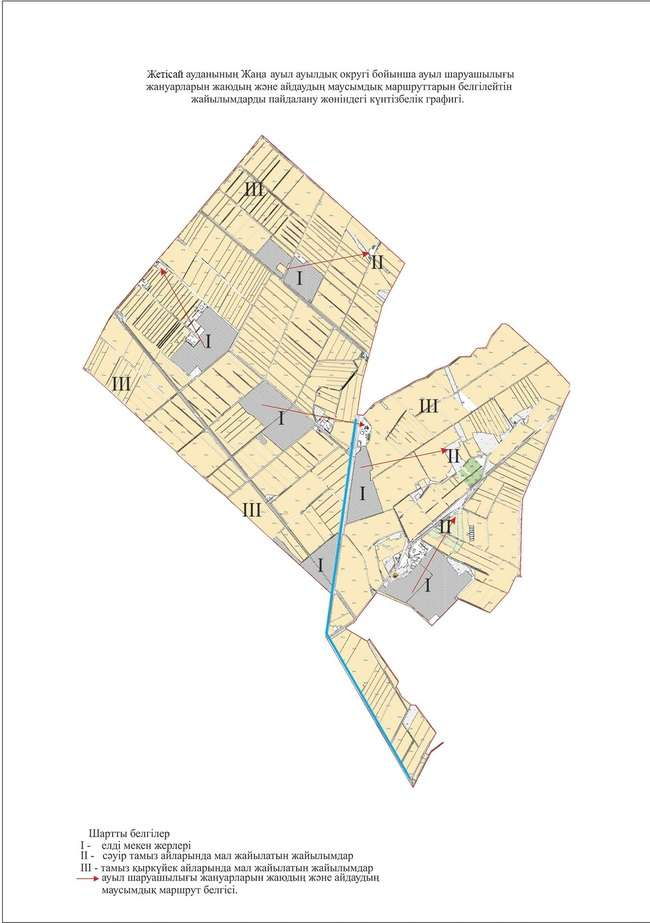 Жетісай ауданының Жаңа ауыл ауылдық округі бойынша ауыл шаруашылығы
жануарларын жаюдың және айдаудың маусымдық маршруттарын белгілейтін
жайылымдарды пайдалану жөніндегі күнтізбелік графигі.
III
II
I
I
III
III
I
II
I
III
II
I
I
Шартты белгілер
I - елді мекен жерлері
II - сәуір тамыз айларында мал жайылатын жайылымдар
III - тамыз қыркүйек айларында мал жайылатын жайылымдар
ауыл шаруашылығы жануарларын жаюдың және айдаудың
маусымдық маршрут белгісі.